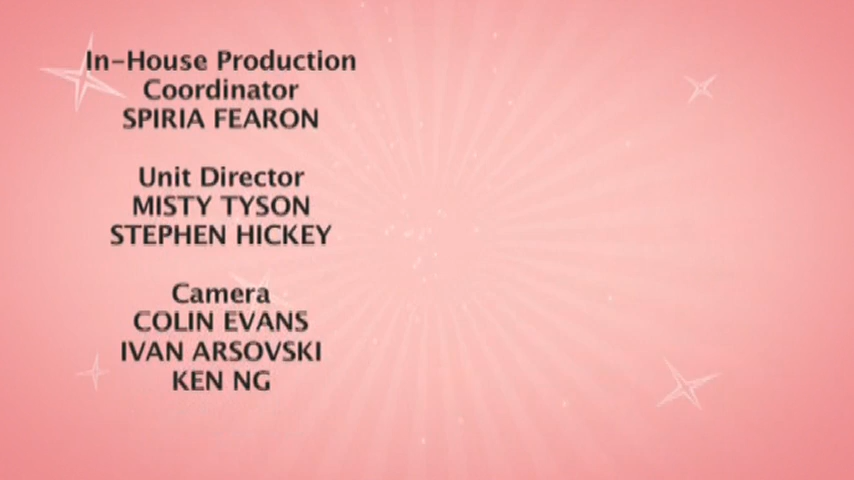 In-House Production
Coordinator
SPIRIA FEARON
Unit Director
MISTY TYSON
STEPHEN HICKEY
Camera
COLIN EVANS
IVAN ARSOVSKI
KEN NG